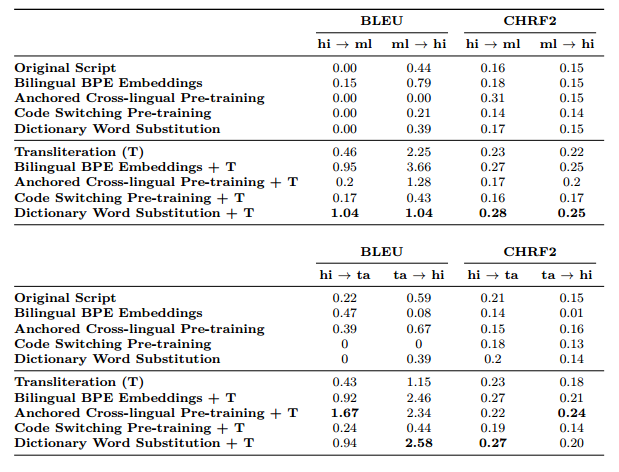 BLEU CHRF2
hi → ml ml → hi hi → ml ml → hi
Original Script 0.00 0.44 0.16 0.15
Bilingual BPE Embeddings 0.15 0.79 0.18 0.15
Anchored Cross-lingual Pre-training 0.00 0.00 0.31 0.15
Code Switching Pre-training 0.00 0.21 0.14 0.14
Dictionary Word Substitution 0.00 0.39 0.17 0.15
Transliteration (T) 0.46 2.25 0.23 0.22
Bilingual BPE Embeddings + T 0.95 3.66 0.27 0.25
Anchored Cross-lingual Pre-training + T 0.2 1.28 0.17 0.2
Code Switching Pre-training + T 0.17 0.43 0.16 0.17
Dictionary Word Substitution + T 1.04 1.04 0.28 0.25
BLEU CHRF2
hi → ta ta → hi hi → ta ta → hi
Original Script 0.22 0.59 0.21 0.15
Bilingual BPE Embeddings 0.47 0.08 0.14 0.01
Anchored Cross-lingual Pre-training 0.39 0.67 0.15 0.16
Code Switching Pre-training 0 0 0.18 0.13
Dictionary Word Substitution 0 0.39 0.2 0.14
Transliteration (T) 0.43 1.15 0.23 0.18
Bilingual BPE Embeddings + T 0.92 2.46 0.27 0.21
Anchored Cross-lingual Pre-training + T 1.67 2.34 0.22 0.24
Code Switching Pre-training + T 0.24 0.44 0.19 0.14
Dictionary Word Substitution + T 0.94 2.58 0.27 0.20